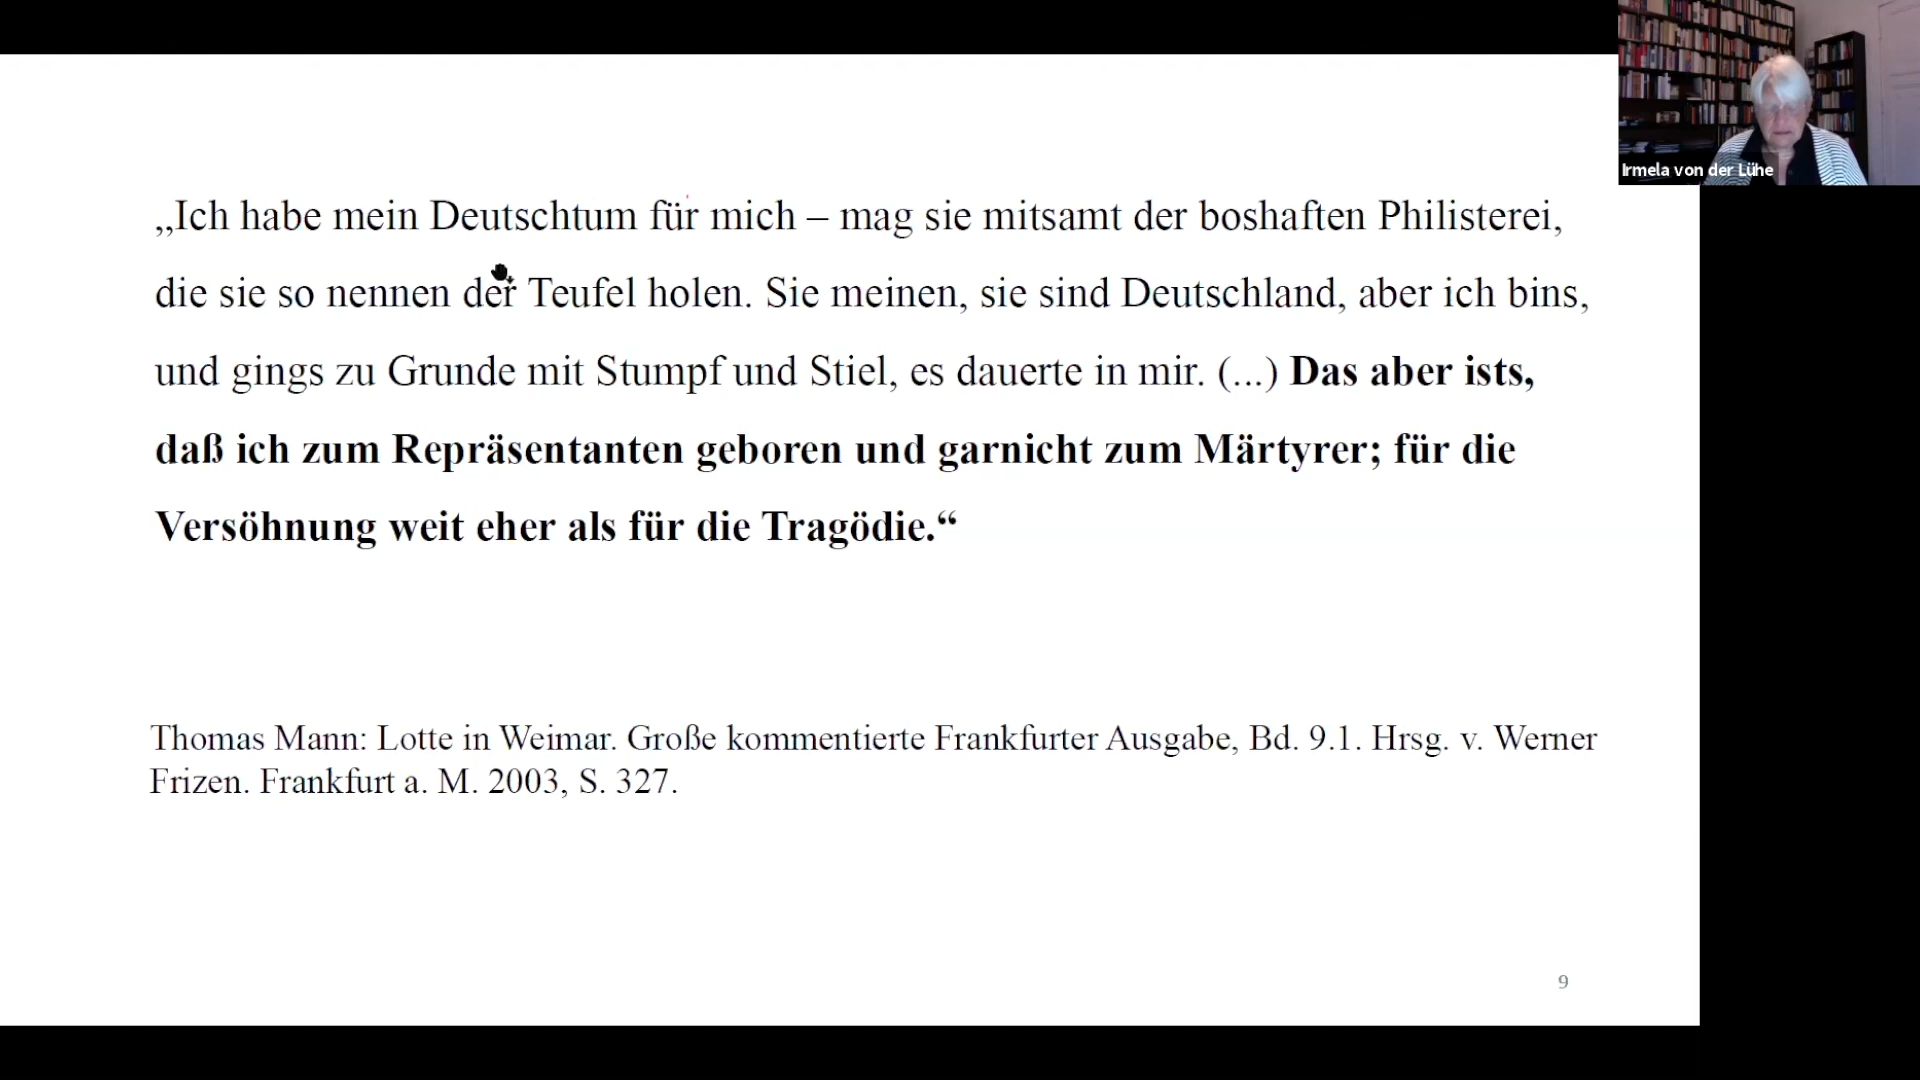 Irmela von der Lühe
„Ich habe mein Deutschtum für mich – mag sie mitsamt der boshaften Philisterei,
die sie so nennen der Teufel holen. Sie meinen, sie sind Deutschland, aber ich bins,
und gings zu Grunde mit Stumpf und Stiel, es dauerte in mir. (...) Das aber ists,
daß ich zum Repräsentanten geboren und garnicht zum Märtyrer; für die
Versöhnung weit eher als für die Tragödie.“
Thomas Mann: Lotte in Weimar. Große kommentierte Frankfurter Ausgabe, Bd. 9.1. Hrsg. v. Werner
Frizen. Frankfurt a. M. 2003, S. 327.
9